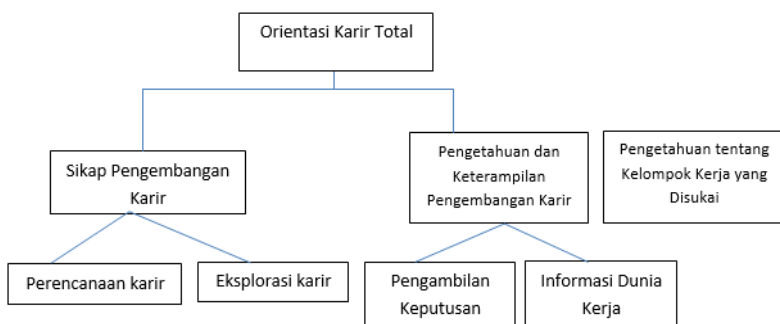 Orientasi Karir Total
Sikap Pengembangan
Karir
Pengetahuan dan
Keterampilan
Pengembangan Karir
Pengetahuan tentang
Kelompok Kerja yang
Disukai
Perencanaan karir
Eksplorasi karir
Pengambilan
Keputusan
Informasi Dunia
Kerja